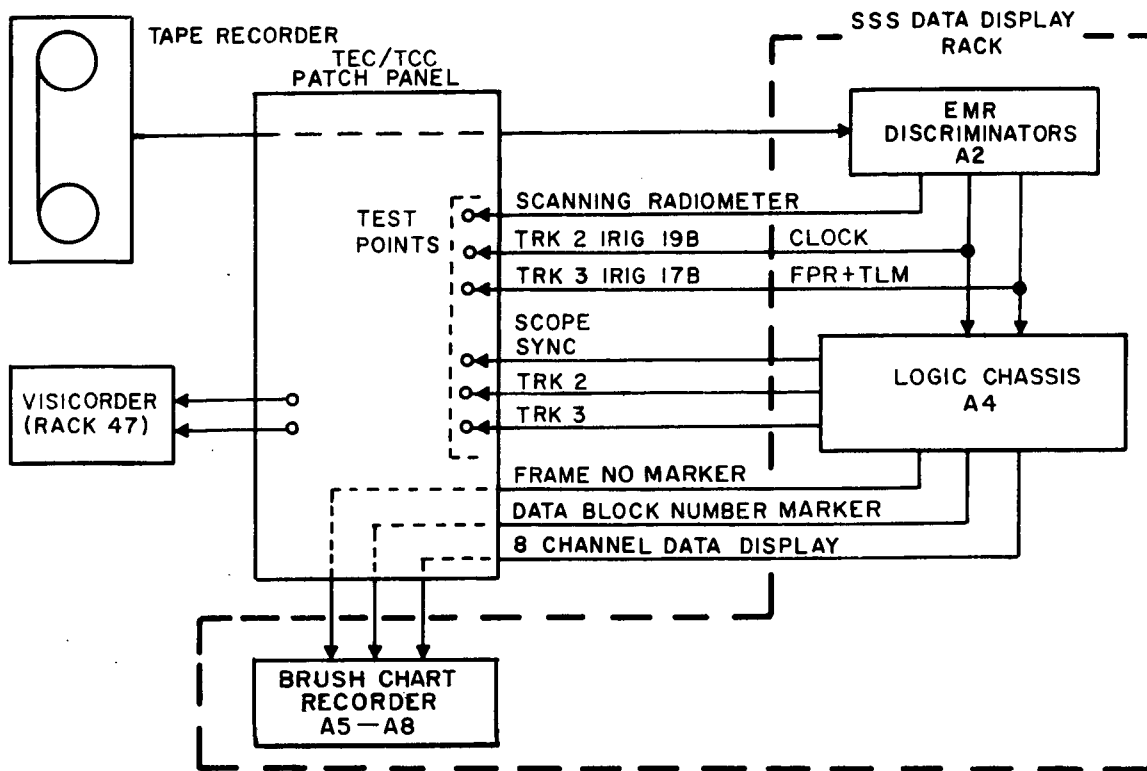 SSS DATA DISPLAY
RACK
TAPE RECORDER
TEC/TCC
PATCH PANEL
EMR
DISCRIMINATORS
A2
TEST
POINTS
SCANNING RADIOMETER
TRK 2 IRIG 19B CLOCK
TRK 3 IRIG 17B FPR+TLM
SCOPE
SYNC
TRK 2
TRK 3
LOGIC CHASSIS
A4
VISICORDER
(RACK 47)
FRAME NO MARKER
DATA BLOCK NUMBER MARKER
8 CHANNEL DATA DISPLAY
BRUSH CHART
RECORDER
A5—A8